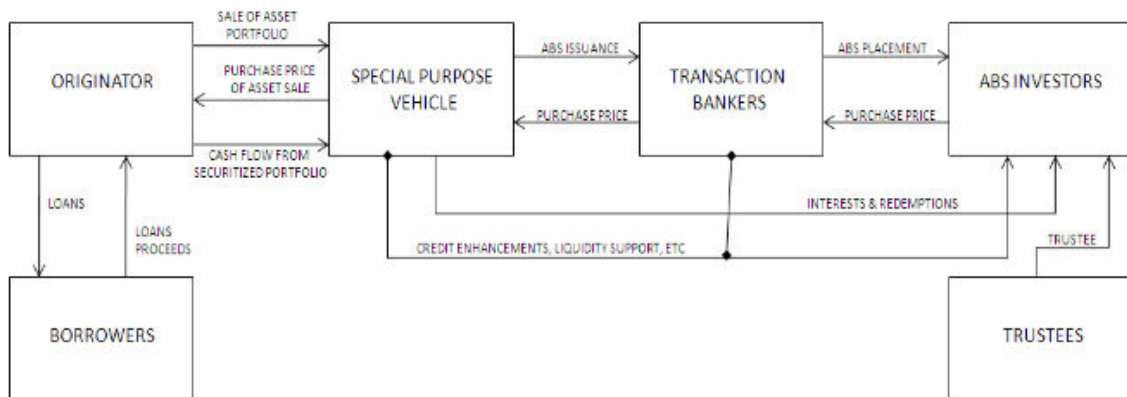 SALE OF ASSET
PORTFOLIO
ORIGINATOR
PURCHASE PRICE
OF ASSET SALE
CASH FLOW FROM
SECURITIZED PORTFOLIO
SPECIAL PURPOSE
VEHICLE
ABS ISSUANCE
PURCHASE PRICE
TRANSACTION
BANKERS
ABS PLACEMENT
PURCHASE PRICE
ABS INVESTORS
LOANS
LOANS
PROCEEDS
INTERESTS & REDEMPTIONS
CREDIT ENHANCEMENTS, LIQUIDITY SUPPORT, ETC
TRUSTEE
BORROWERS
TRUSTEES